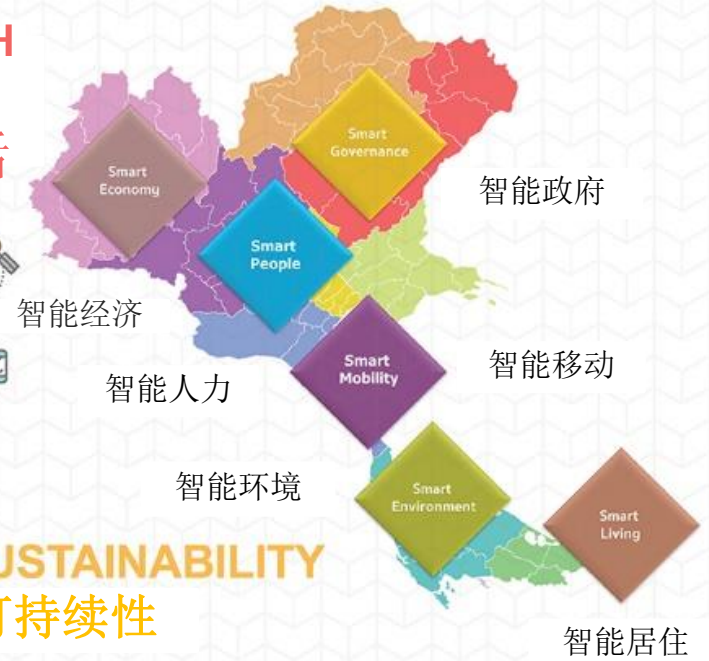 H
活
Smart
Governance
Smart
Economy
智能政府
Smart
People
智能经济
Smart
Mobility
智能移动
智能人力
智能环境
Smart
Environment
Smart
Living
USTAINABILITY
可持续性
智能居住